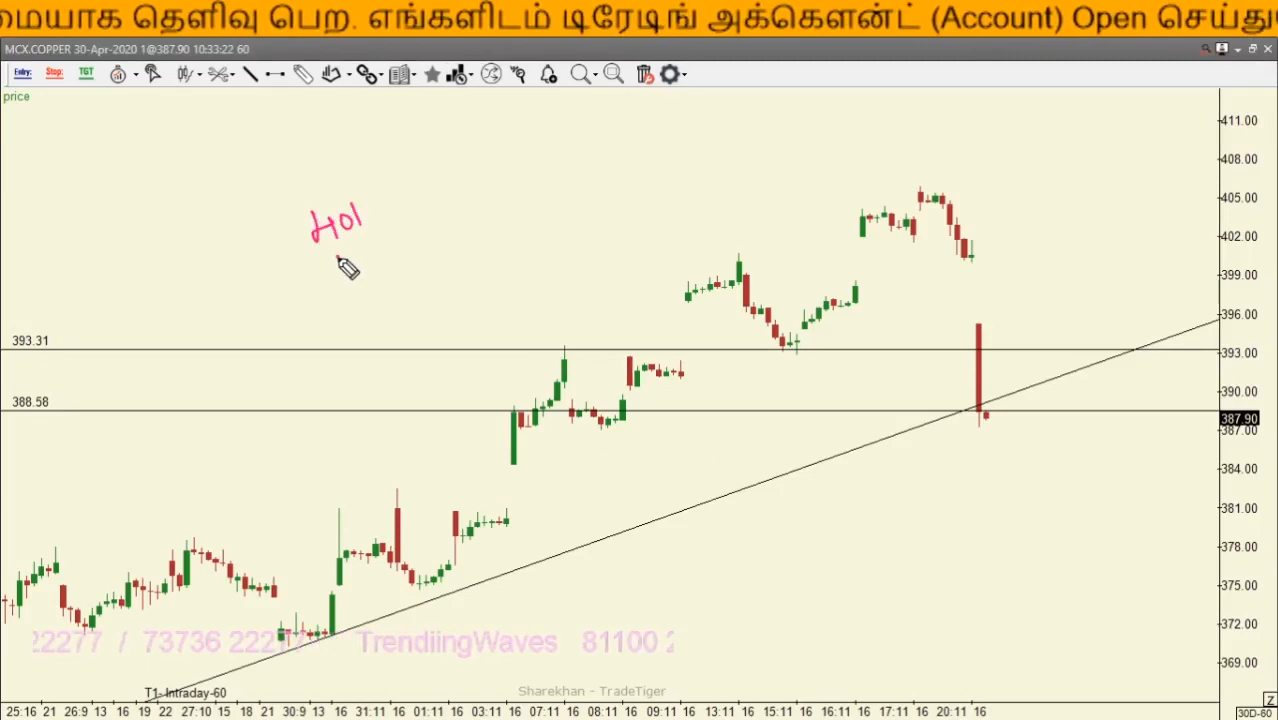 மையாக தெளிவு பெற. எங்களிடம் டிரேடிங் அக்கௌண்ட் (Account) Open செய்து
MCX.COPPER 30-Apr-2020 1@387.90 10:33:22 60
Entry: Stop: TGT
price
411.00
408.00
405.00
Hol
402.00
399.00
396.00
393.31
393.00
390.00
388.58
387.90
387.00
384.00
381.00
378.00
375.00
372.00
22277 / 73736 22277 TrendiingWaves 81100 2
369.00
T1- Intraday-60
Sharekhan - TradeTiger
Z
25:16 21 26:9 13 16 19 22 27:10 15 18 21 30:9 13 16 31:11 16 01:11 16 03:11 16 07:11 16 08:11 16 09:11 16 15:11 16 16:11 16 17:11 16 20:11 16
30D-60